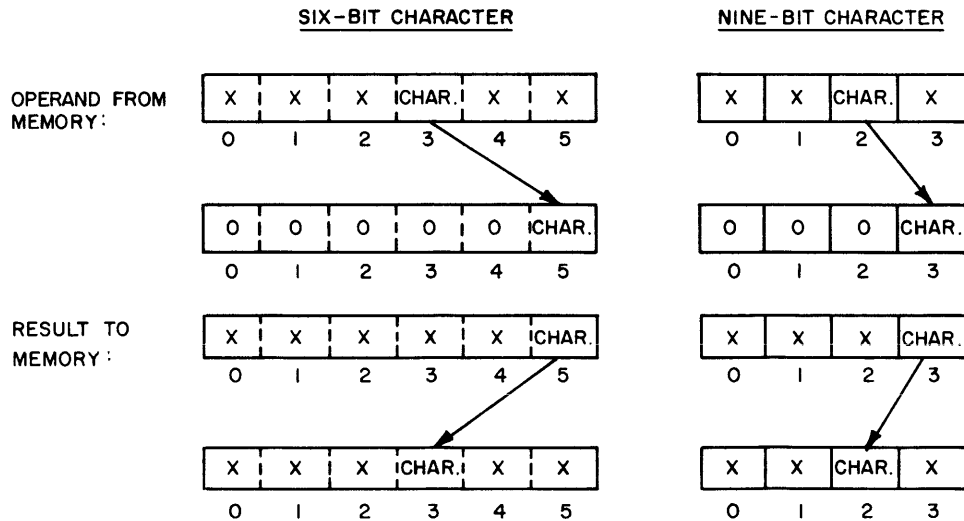 SIX-BIT CHARACTER NINE-BIT CHARACTER
OPERAND FROM MEMORY:
X X X CHAR. X X X X CHAR. X
0 1 2 3 4 5 0 1 2 3
0 0 0 0 0 CHAR. 0 0 0 CHAR.
0 1 2 3 4 5 0 1 2 3
RESULT TO MEMORY:
X X X X X CHAR. X X X CHAR.
0 1 2 3 4 5 0 1 2 3
X X X CHAR. X X X X CHAR. X
0 1 2 3 4 5 0 1 2 3